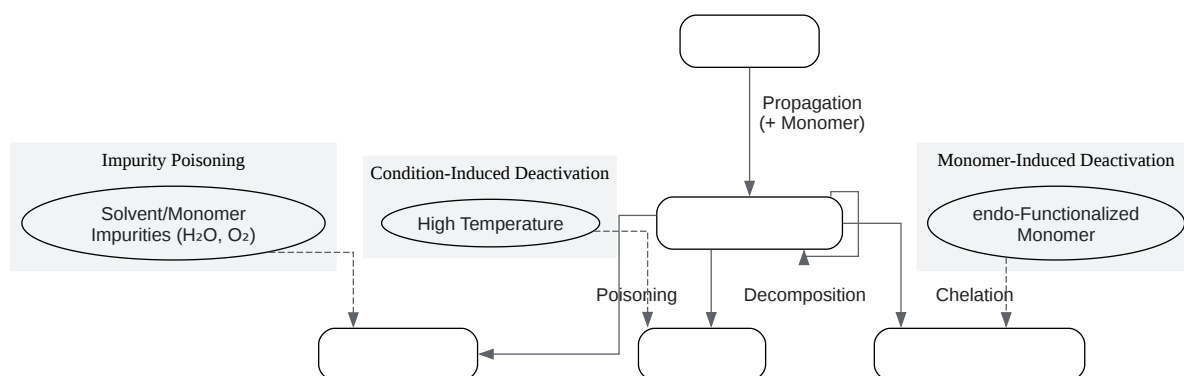 Propagation
(+ Monomer)
Impurity Poisoning
Solvent/Monomer
Impurities (H₂O, O₂)
Condition-Induced Deactivation
High Temperature
Monomer-Induced Deactivation
endo-Functionalized
Monomer
Poisoning
Decomposition
Chelation